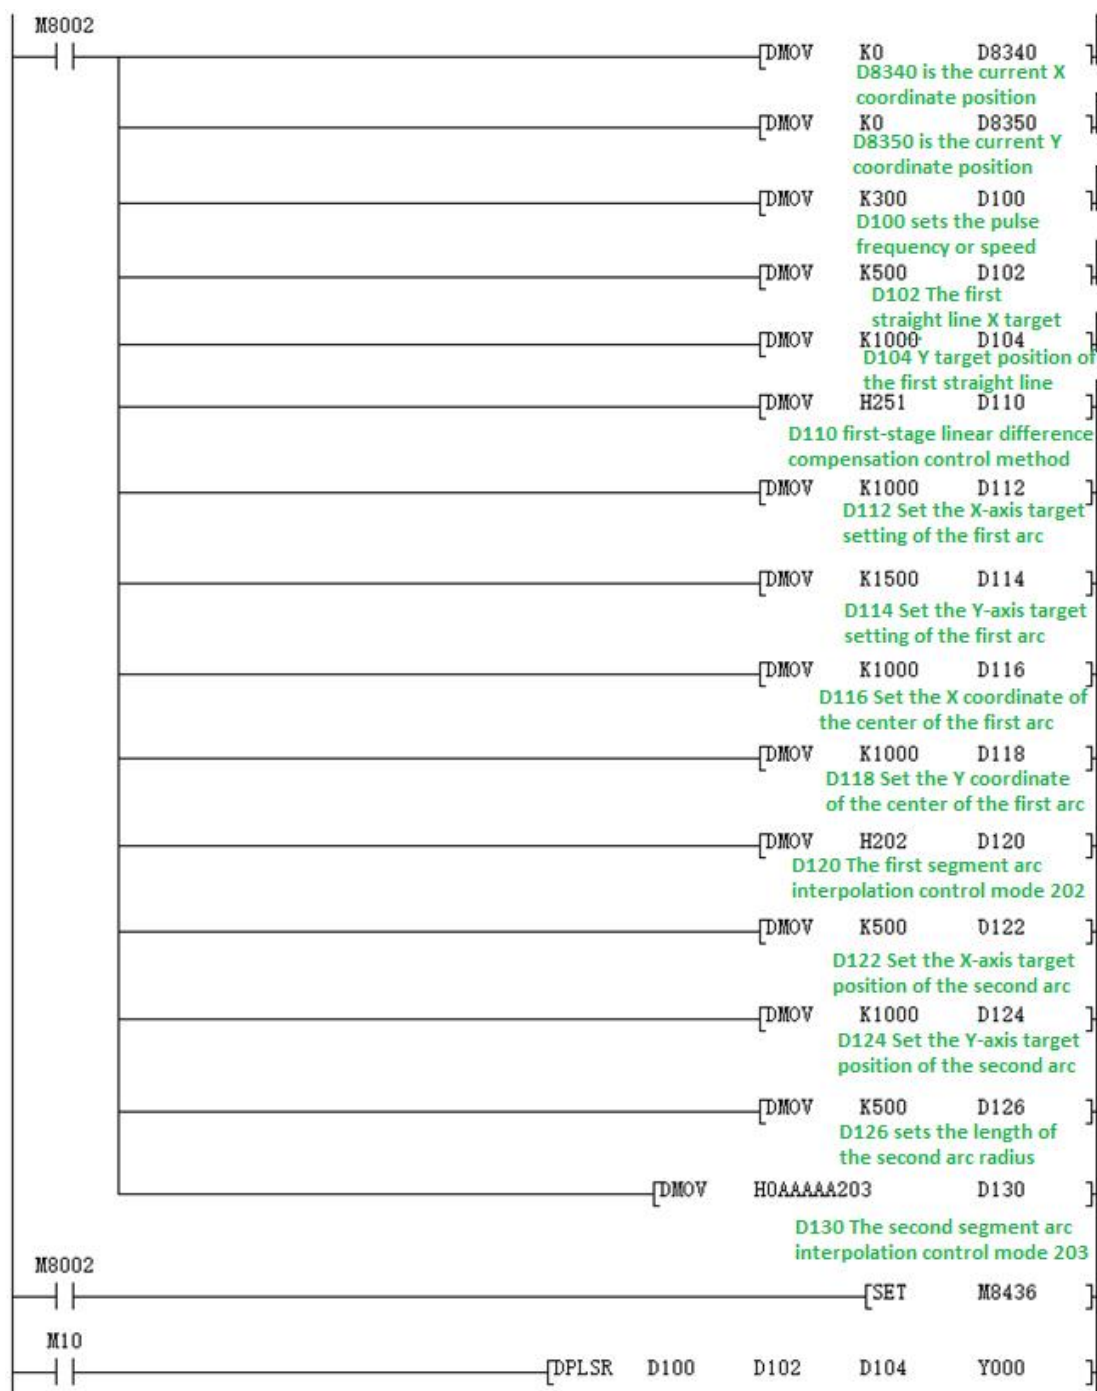 M8002
DMOV K0 D8340
D8340 is the current X
coordinate position
DMOV K0 D8350
D8350 is the current Y
coordinate position
DMOV K300 D100
D100 sets the pulse
frequency or speed
DMOV K500 D102
D102 The first
straight line X target
DMOV K1000 D104
D104 Y target position of
the first straight line
DMOV H251 D110
D110 first-stage linear difference
compensation control method
DMOV K1000 D112
D112 Set the X-axis target
setting of the first arc
DMOV K1500 D114
D114 Set the Y-axis target
setting of the first arc
DMOV K1000 D116
D116 Set the X coordinate of
the center of the first arc
DMOV K1000 D118
D118 Set the Y coordinate
of the center of the first arc
DMOV H202 D120
D120 The first segment arc
interpolation control mode 202
DMOV K500 D122
D122 Set the X-axis target
position of the second arc
DMOV K1000 D124
D124 Set the Y-axis target
position of the second arc
DMOV K500 D126
D126 sets the length of
the second arc radius
DMOV H0AAAAA203 D130
D130 The second segment arc
interpolation control mode 203
M8002
SET M8436
M10
DPLSR D100 D102 D104 Y000